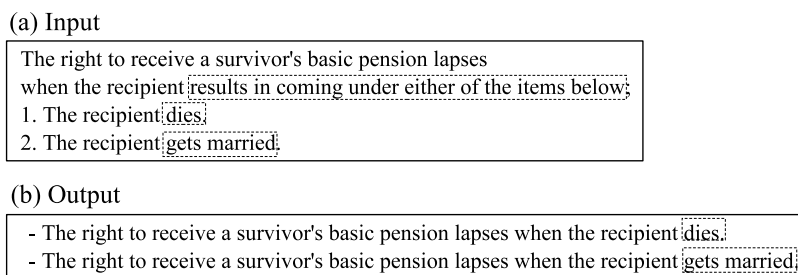 (a) Input
The right to receive a survivor's basic pension lapses
when the recipient results in coming under either of the items below;
1. The recipient dies.
2. The recipient gets married.
(b) Output
- The right to receive a survivor's basic pension lapses when the recipient dies.
- The right to receive a survivor's basic pension lapses when the recipient gets married.